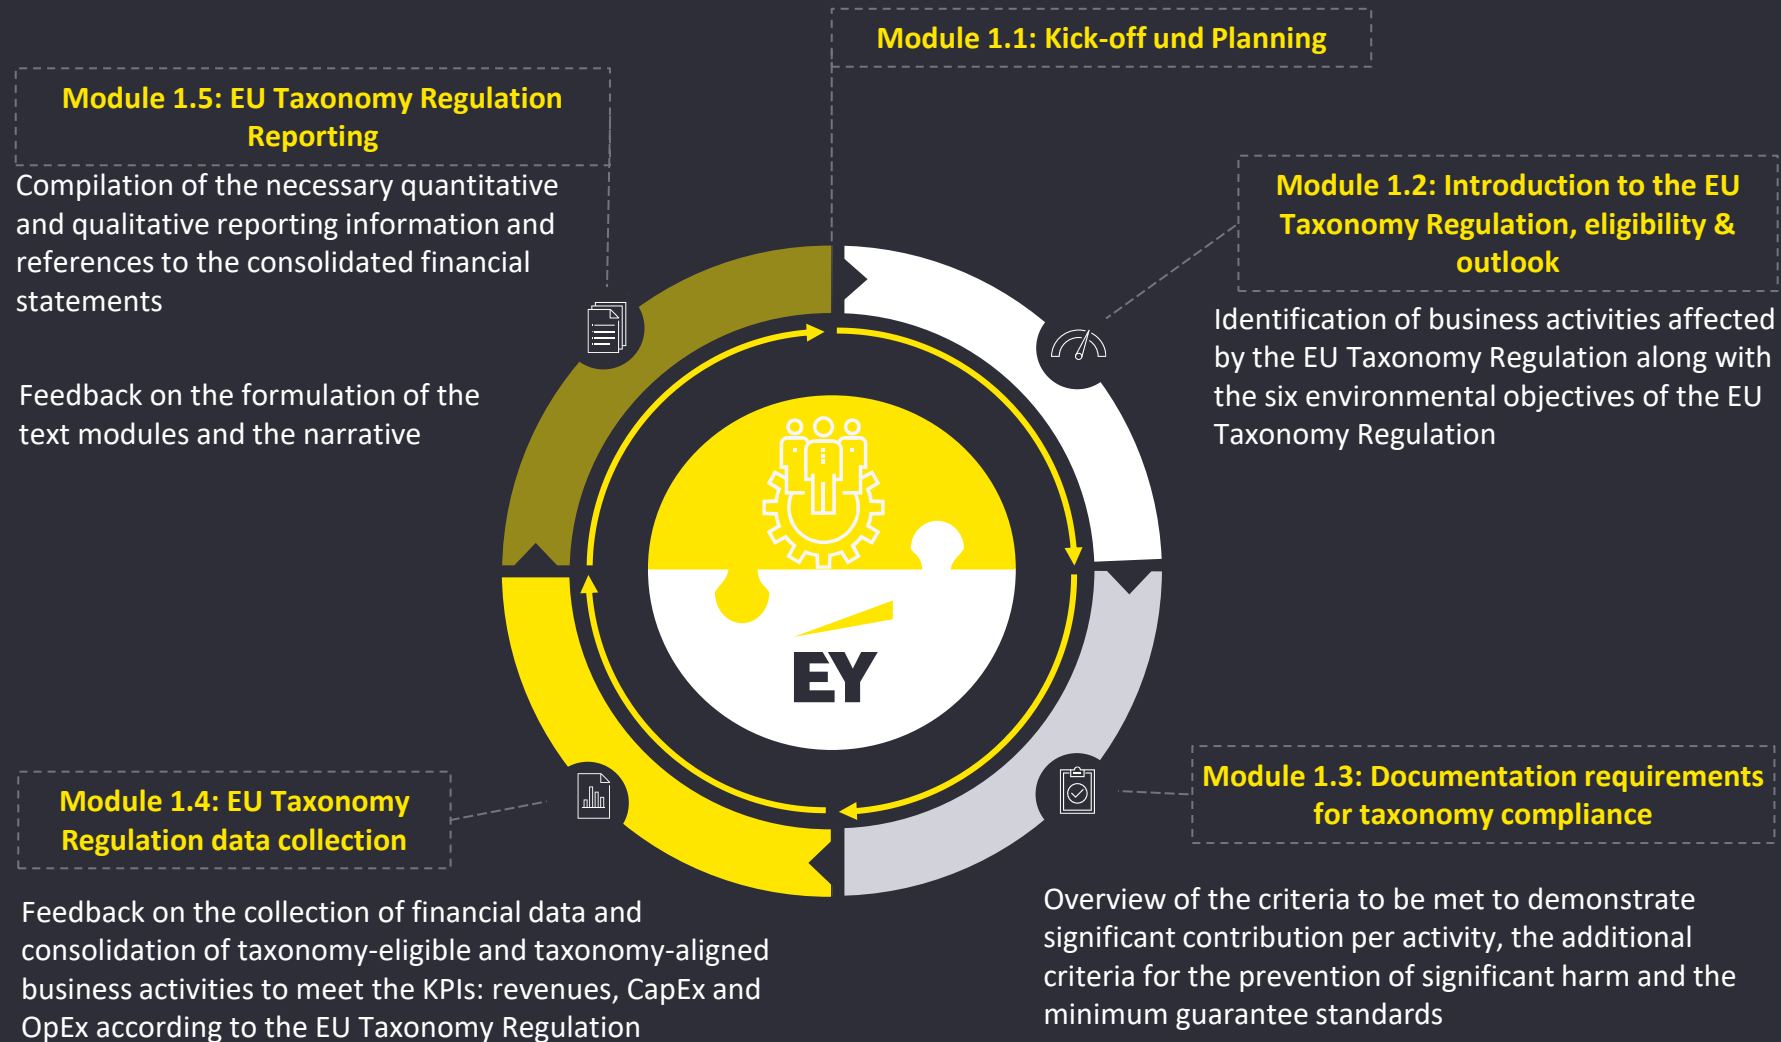 Module 1.1: Kick-off und Planning
Module 1.5: EU Taxonomy Regulation
Reporting
Compilation of the necessary quantitative
and qualitative reporting information and
references to the consolidated financial
statements
Feedback on the formulation of the
text modules and the narrative
Module 1.2: Introduction to the EU
Taxonomy Regulation, eligibility &
outlook
Identification of business activities affected
by the EU Taxonomy Regulation along with
the six environmental objectives of the EU
Taxonomy Regulation
EY
Module 1.3: Documentation requirements
for taxonomy compliance
Overview of the criteria to be met to demonstrate
significant contribution per activity, the additional
criteria for the prevention of significant harm and the
minimum guarantee standards
Module 1.4: EU Taxonomy
Regulation data collection
Feedback on the collection of financial data and
consolidation of taxonomy-eligible and taxonomy-aligned
business activities to meet the KPIs: revenues, CapEx and
OpEx according to the EU Taxonomy Regulation